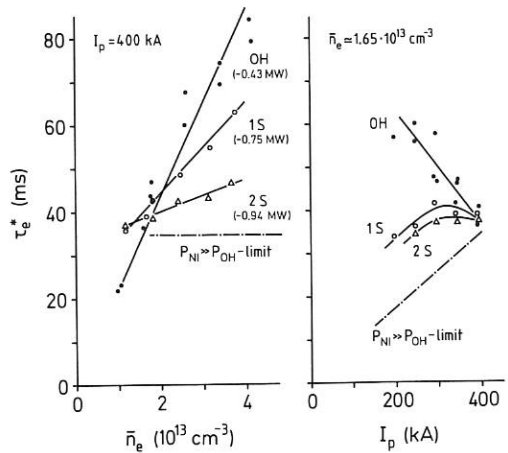 I_p = 400 kA
n̄_e ≃ 1.65·10^13 cm^-3
80
60
40
20
0
τ_e* (ms)
OH
(~0.43 MW)
1S
(~0.75 MW)
2S
(~0.94 MW)
P_NI >> P_OH-limit
0 2 4
n̄_e (10^13 cm^-3)
OH
1S
2S
P_NI >> P_OH-limit
0 200 400
I_p (kA)